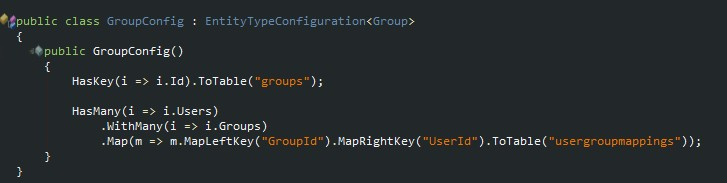 public class GroupConfig : EntityTypeConfiguration<Group>
{
public GroupConfig()
{
HasKey(i => i.Id).ToTable("groups");
HasMany(i => i.Users)
.WithMany(i => i.Groups)
.Map(m => m.MapLeftKey("GroupId").MapRightKey("UserId").ToTable("usergroupmappings"));
}
}